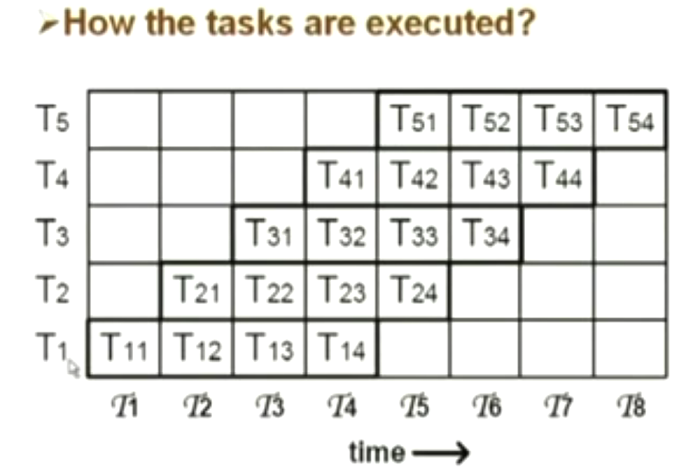 ➢How the tasks are executed?
T5 T51 T52 T53 T54
T4 T41 T42 T43 T44
T3 T31 T32 T33 T34
T2 T21 T22 T23 T24
T1 T11 T12 T13 T14
T1 T2 T3 T4 T5 T6 T7 T8
time